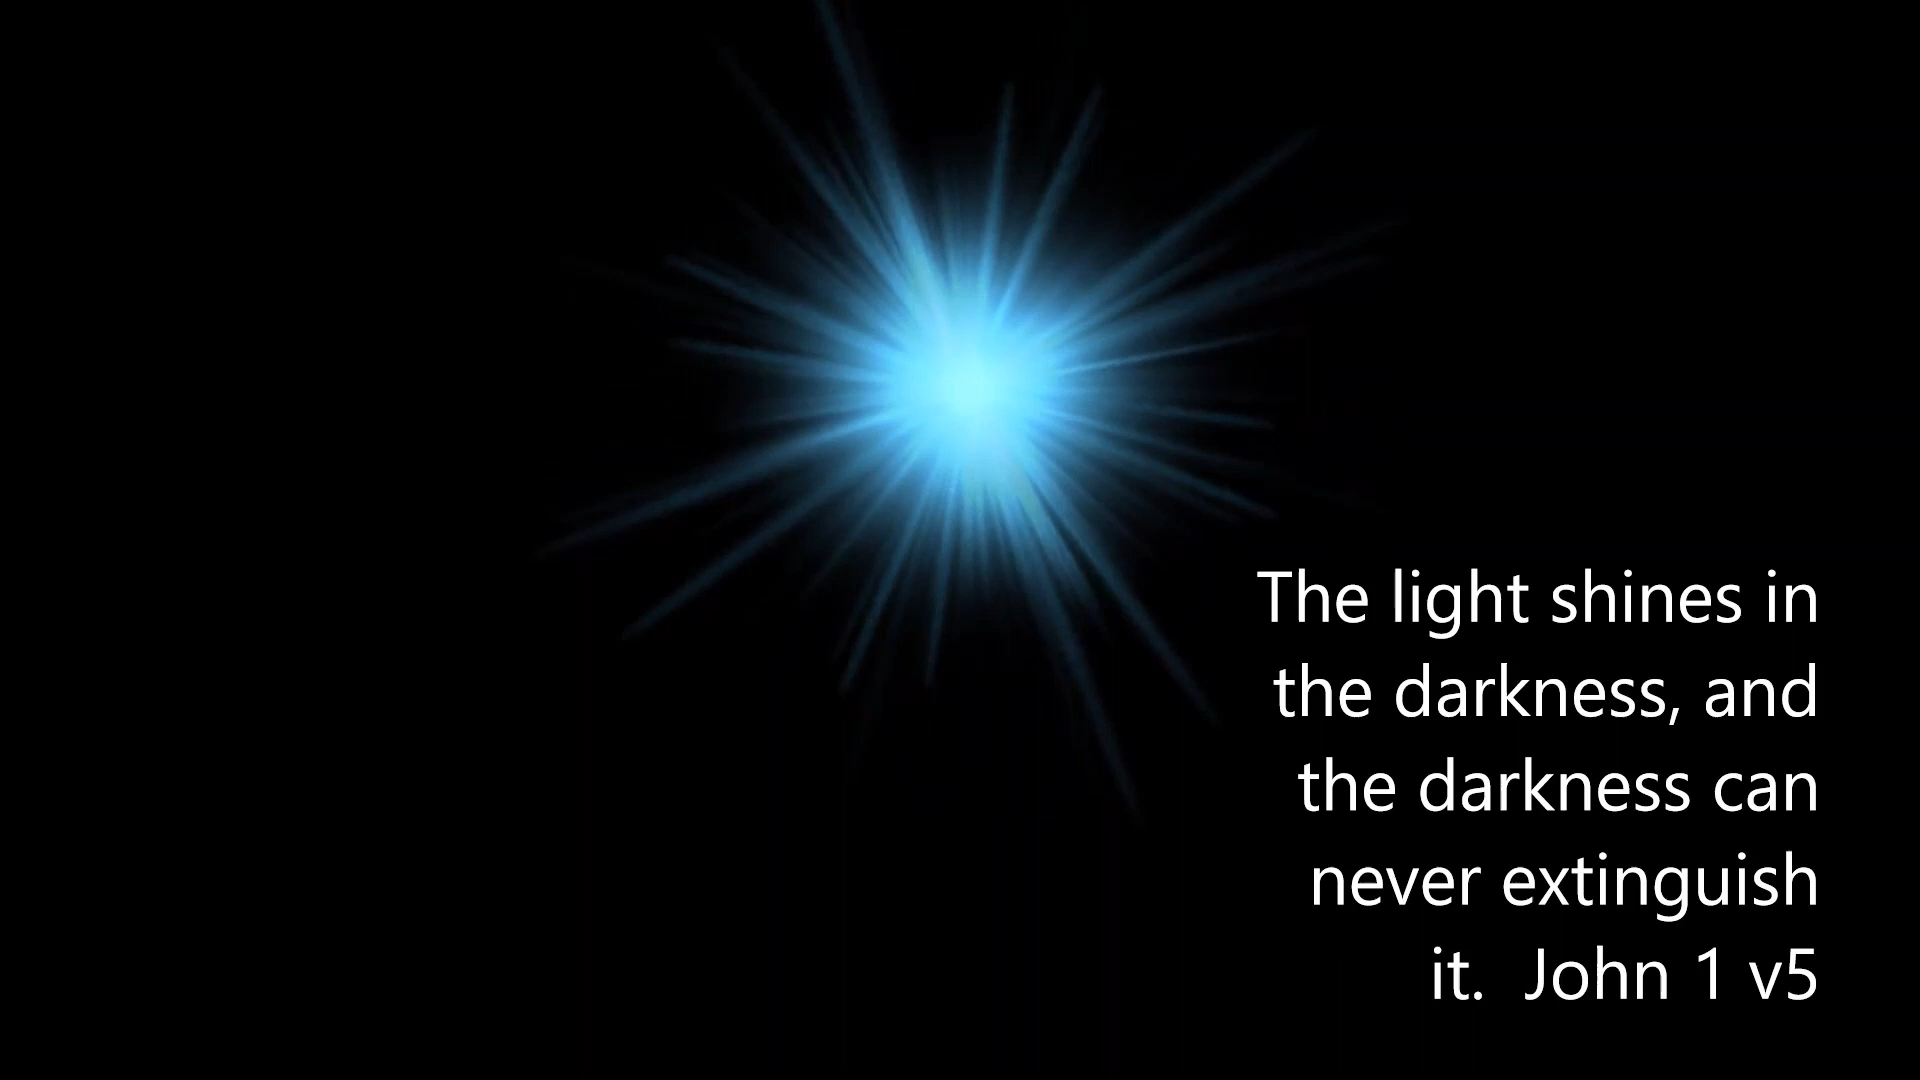 The light shines in
the darkness, and
the darkness can
never extinguish
it.  John 1 v5